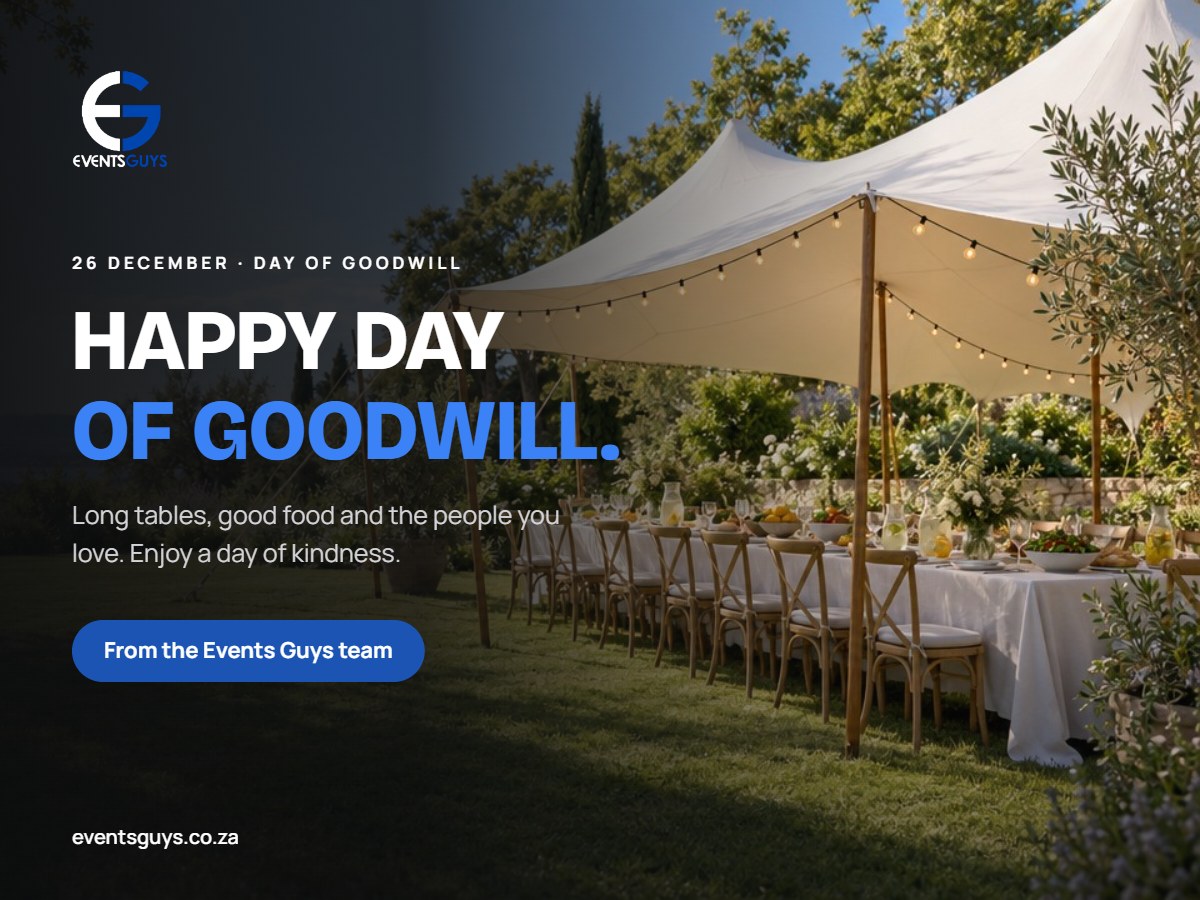 EVENTSGUYS
26 DECEMBER · DAY OF GOODWILL
HAPPY DAY
OF GOODWILL.
Long tables, good food and the people you
love. Enjoy a day of kindness.
From the Events Guys team
eventsguys.co.za